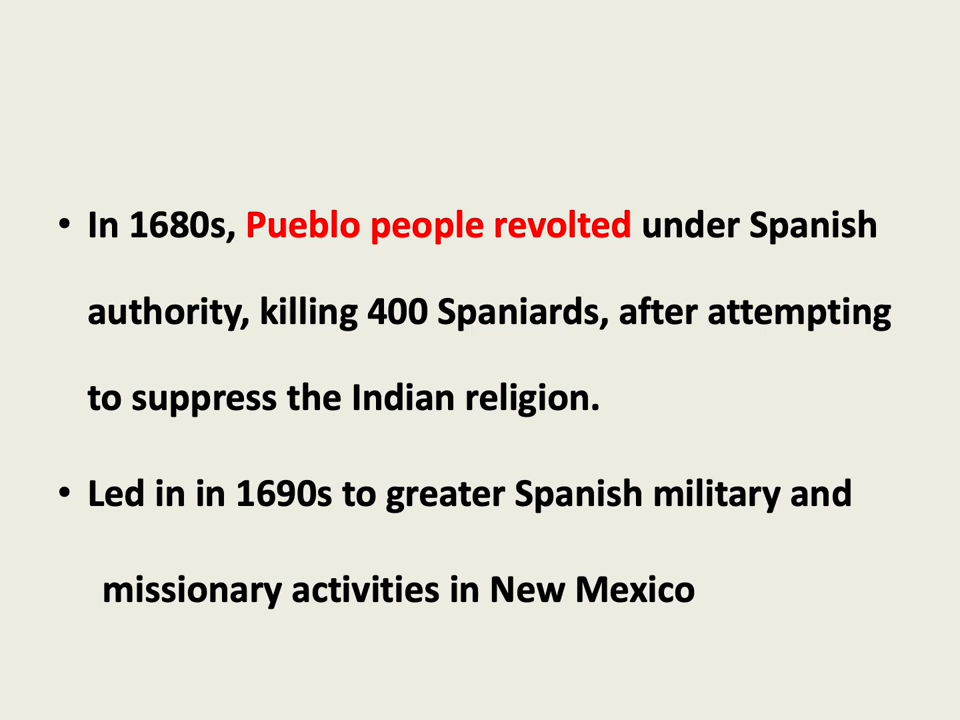 • In 1680s, Pueblo people revolted under Spanish
authority, killing 400 Spaniards, after attempting
to suppress the Indian religion.
• Led in in 1690s to greater Spanish military and
missionary activities in New Mexico